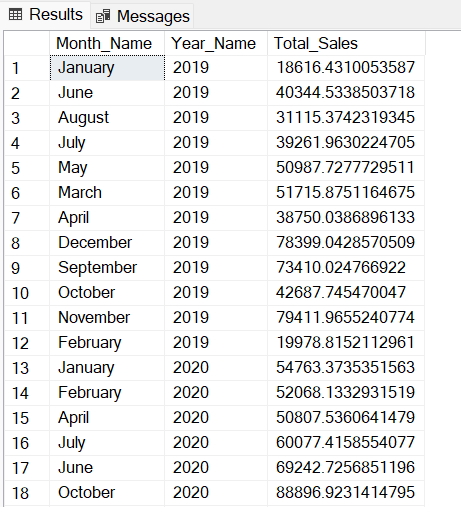 Results Messages
Month_Name Year_Name Total_Sales
1 January 2019 18616.4310053587
2 June 2019 40344.5338503718
3 August 2019 31115.3742319345
4 July 2019 39261.9630224705
5 May 2019 50987.7277729511
6 March 2019 51715.8751164675
7 April 2019 38750.0386896133
8 December 2019 78399.0428570509
9 September 2019 73410.024766922
10 October 2019 42687.745470047
11 November 2019 79411.9655240774
12 February 2019 19978.8152112961
13 January 2020 54763.3735351563
14 February 2020 52068.1332931519
15 April 2020 50807.5360641479
16 July 2020 60077.4158554077
17 June 2020 69242.7256851196
18 October 2020 88896.9231414795